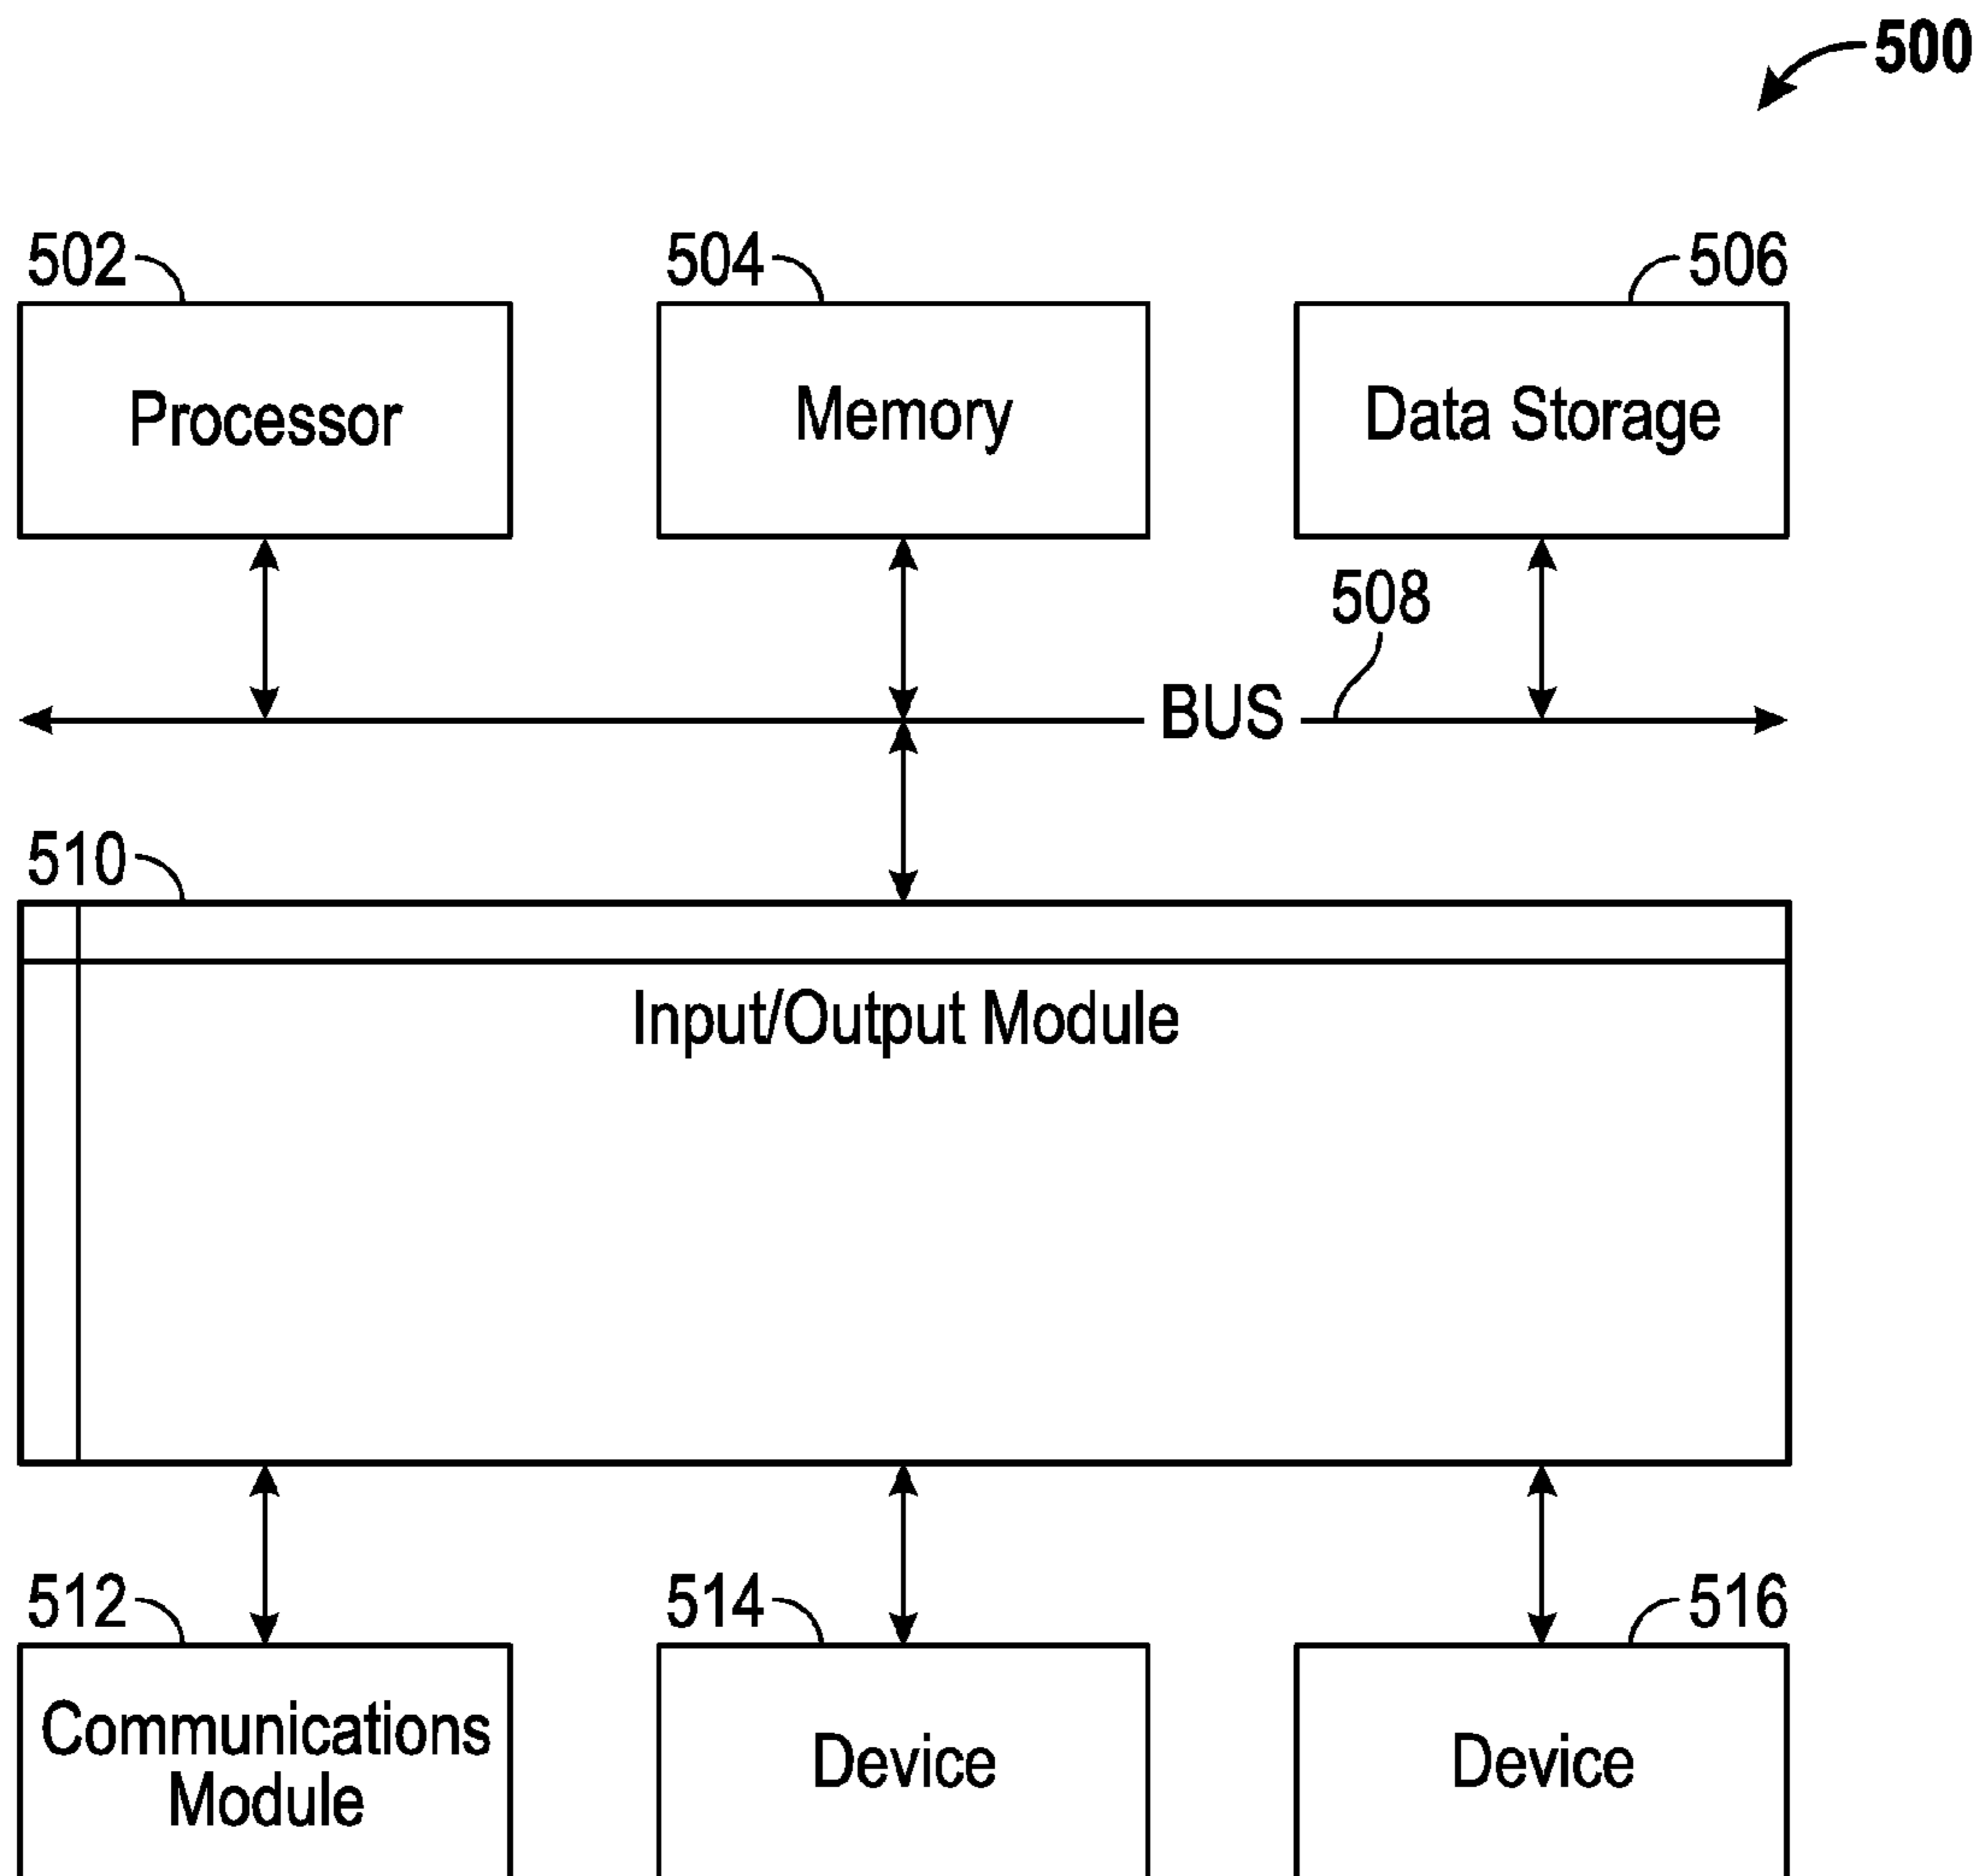 500
502
504
506
Processor
Memory
Data Storage
508
BUS
510
Input/Output Module
512
514
516
Communications
Module
Device
Device